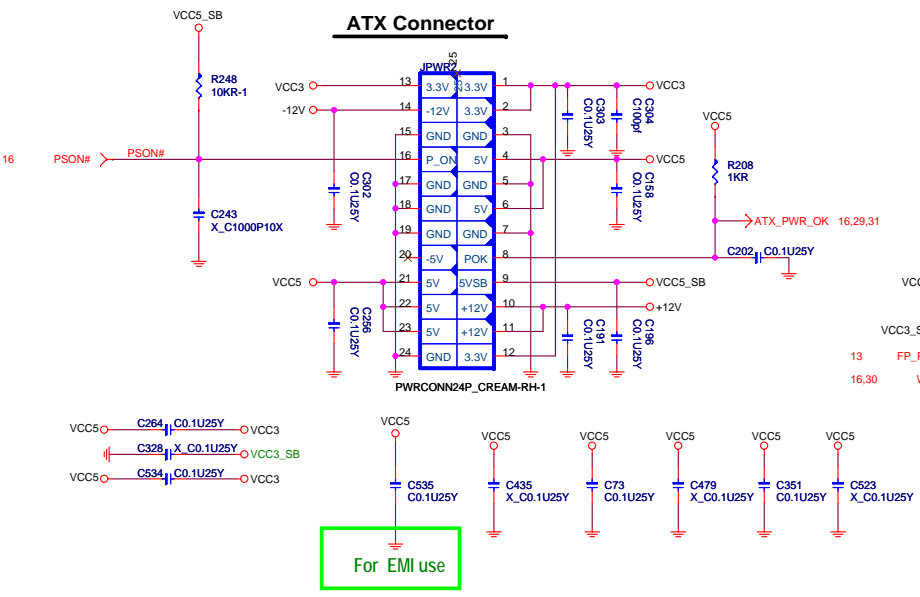 ATX Connector
VCC5_SB
R248
10KR-1
16 PSON# PSON#
C243
X_C1000P10X
JPWR2
25
25
VCC3 13 3.3V 3.3V 1 VCC3
-12V 14 -12V 3.3V 2
15 GND GND 3
16 P_ON 5V 4 VCC5
17 GND GND 5
18 GND 5V 6
19 GND GND 7
20 -5V POK 8
VCC5 21 5V 5VSB 9 VCC5_SB
22 5V +12V 10 +12V
23 5V +12V 11
24 GND 3.3V 12
PWRCONN24P_CREAM-RH-1
C302
C0.1U25Y
C256
C0.1U25Y
C303
C0.1U25Y
C304
C100pf
C158
C0.1U25Y
C191
C0.1U25Y
C196
C0.1U25Y
VCC5
R208
1KR
ATX_PWR_OK 16,29,31
C202 C0.1U25Y
VCC
VCC3_S
13 FP_F
16,30
VCC5 C264 C0.1U25Y VCC3
C328 X_C0.1U25Y VCC3_SB
VCC5 C534 C0.1U25Y VCC3
VCC5
C535
C0.1U25Y
For EMI use
VCC5
C435
X_C0.1U25Y
VCC5
C73
C0.1U25Y
VCC5
C479
X_C0.1U25Y
VCC5
C351
C0.1U25Y
VCC5
C523
X_C0.1U25Y